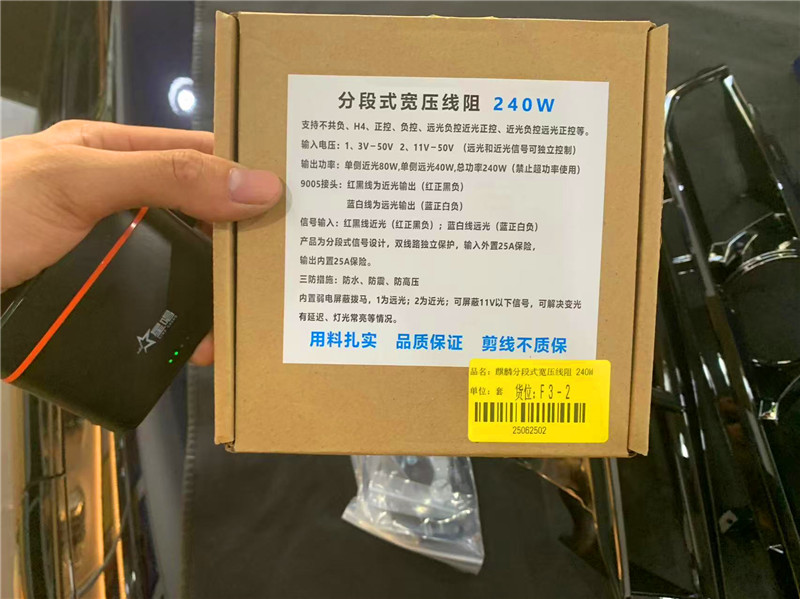 分段式宽压线阻 240W
支持不共负、H4、正控、负控、远光负控近光正控、近光负控远光正控等。
输入电压：1、3V－50V 2、11V－50V （远光和近光信号可独立控制）
输出功率：单侧近光80W,单侧远光40W,总功率240W（禁止超功率使用）
9005接头：红黑线为近光输出（红正黑负）
蓝白线为远光输出（蓝正白负）
信号输入：红黑线近光（红正黑负）；蓝白线远光（蓝正白负）
产品为分段式信号设计，双线路独立保护，输入外置25A保险，
输出内置25A保险。
三防措施：防水、防震、防高压
内置弱电屏蔽拨马，1为远光；2为近光；可屏蔽11V以下信号，可解决变光
有延迟、灯光常亮等情况。
用料扎实 品质保证 剪线不质保
品名：麒麟分段式宽压线阻 240W
单位：套 货位：F3-2
25062502